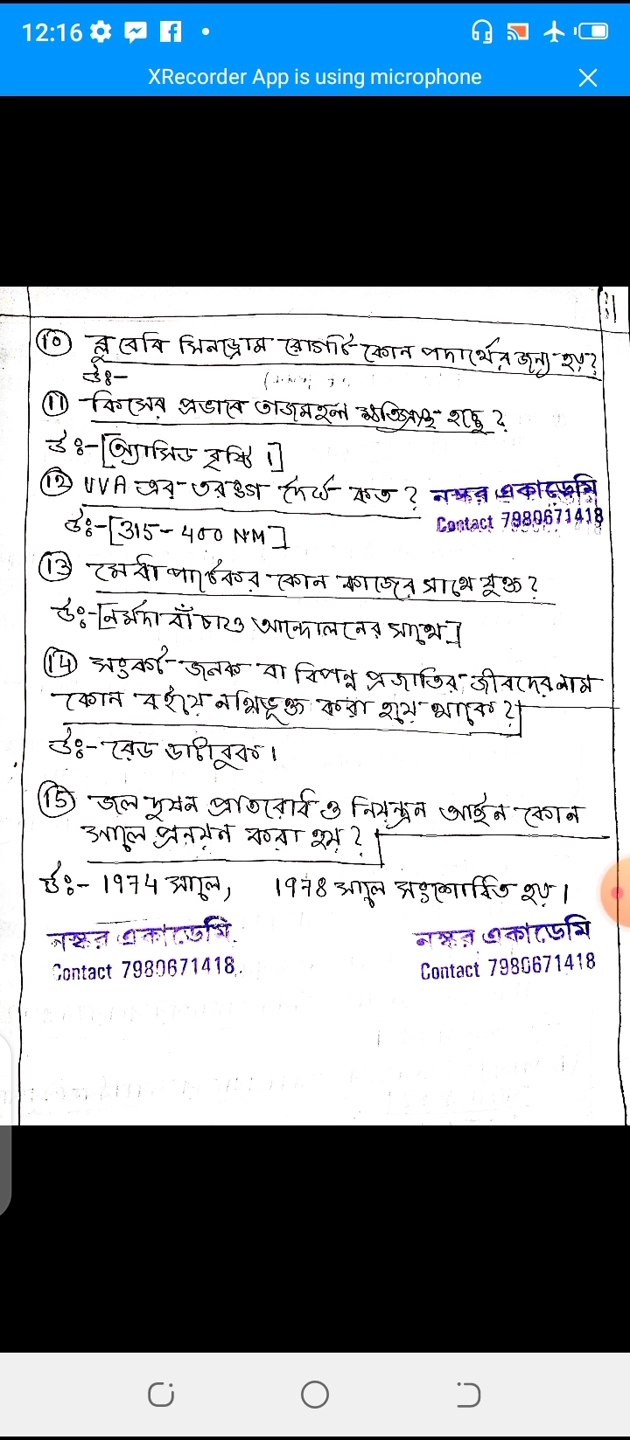 12:16
XRecorder App is using microphone
⑩ ব্লু বেবি সিনড্রোম রোগটি কোন পদার্থের জন্য হয়?
উঃ-
⑪ কিসের প্রভাবে তাজমহল ক্ষতিগ্রস্থ হচ্ছে?
উঃ-[অ্যাসিড বৃষ্টি।]
⑫ UVA এর তরঙ্গ দৈর্ঘ্য কত?
নস্কর একাডেমি
উঃ-[315-400 NM]
Contact 7980671418
⑬ মেধা পাটেকর কোন কাজের সাথে যুক্ত?
উঃ-[নর্মদা বাঁচাও আন্দোলনের সাথে]
⑭ সংকট জনক বা বিপন্ন প্রজাতির জীবদের নাম
কোন বইয়ে নথিভুক্ত করা হয়ে থাকে?
উঃ- রেড ডাটা বুক।
⑮ জল দূষন প্রতিরোধ ও নিয়ন্ত্রন আইন কোন
সালে প্রনয়ন করা হয়?
উঃ- 1974 সালে, 1978 সালে সংশোধিত হয়।
নস্কর একাডেমি
নস্কর একাডেমি
Contact 7980671418.
Contact 7980671418